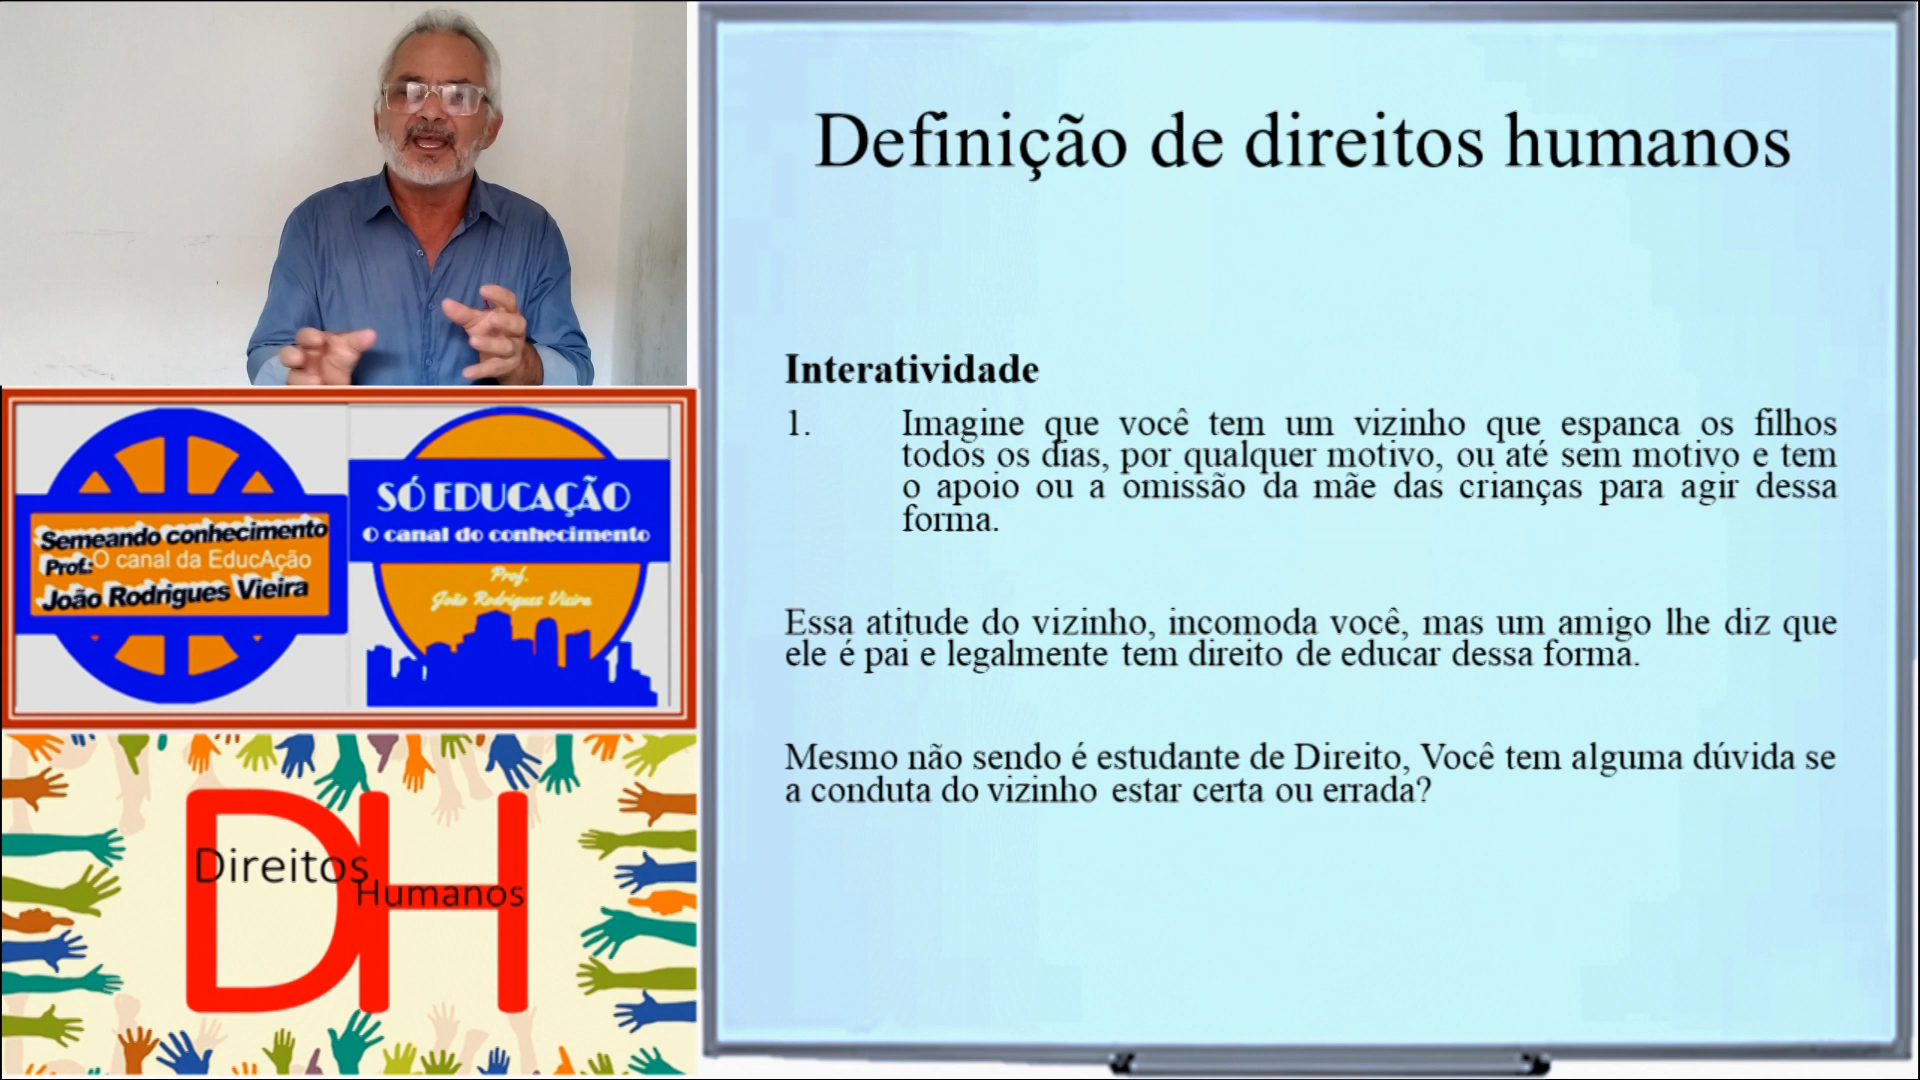 Definição de direitos humanos
Interatividade
1. Imagine que você tem um vizinho que espanca os filhos
todos os dias, por qualquer motivo, ou até sem motivo e tem
o apoio ou a omissão da mãe das crianças para agir dessa
forma.
Essa atitude do vizinho, incomoda você, mas um amigo lhe diz que
ele é pai e legalmente tem direito de educar dessa forma.
Mesmo não sendo é estudante de Direito, Você tem alguma dúvida se
a conduta do vizinho estar certa ou errada?
Semeando conhecimento
O canal da EducAção
Prof.:
João Rodrigues Vieira
SÓ EDUCAÇÃO
O canal do conhecimento
Prof.
João Rodrigues Vieira
DH
Direitos
Humanos